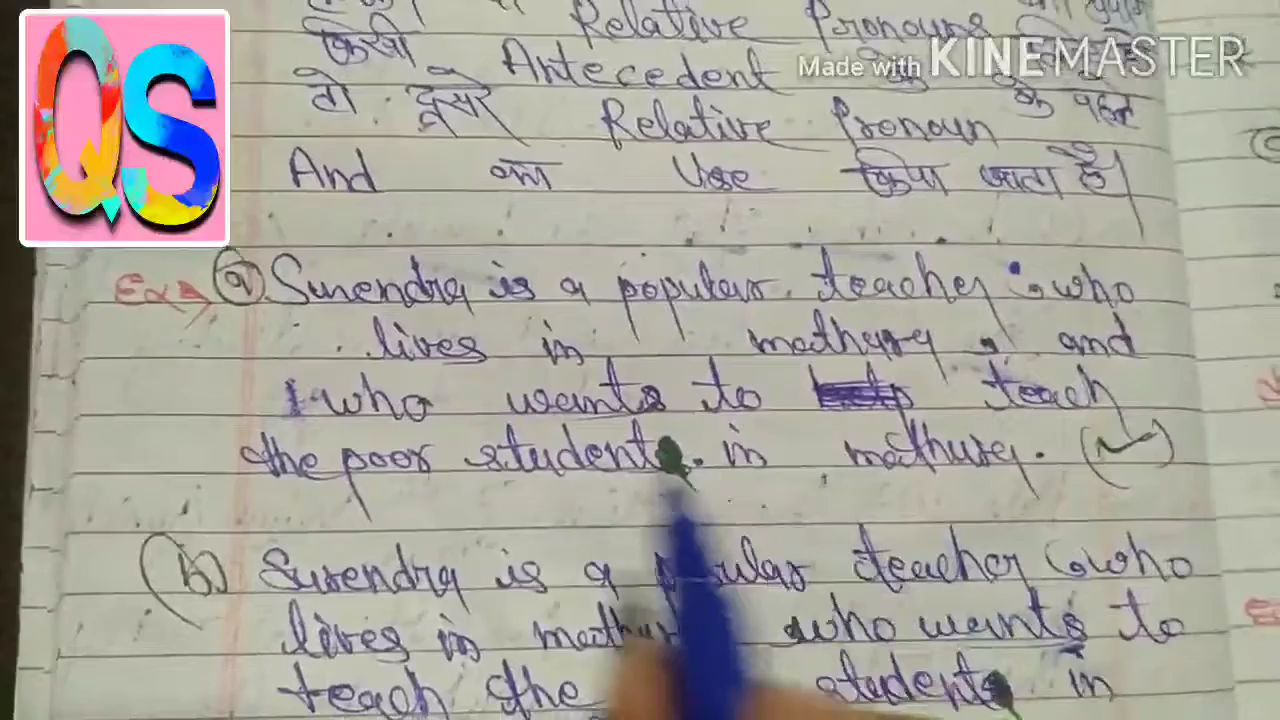 QS
Made with KINEMASTER
Relative Pronouns
किसी Antecedent के
तो दूसरे Relative Pronoun के पहले
And का Use किया जाता है।
Ex → (a) Surendra is a popular teacher who
lives in mathura, and
who wants to teach
the poor students in mathura. (✓)
(b) Surendra is a popular teacher who
lives in who wants to
teach the students in